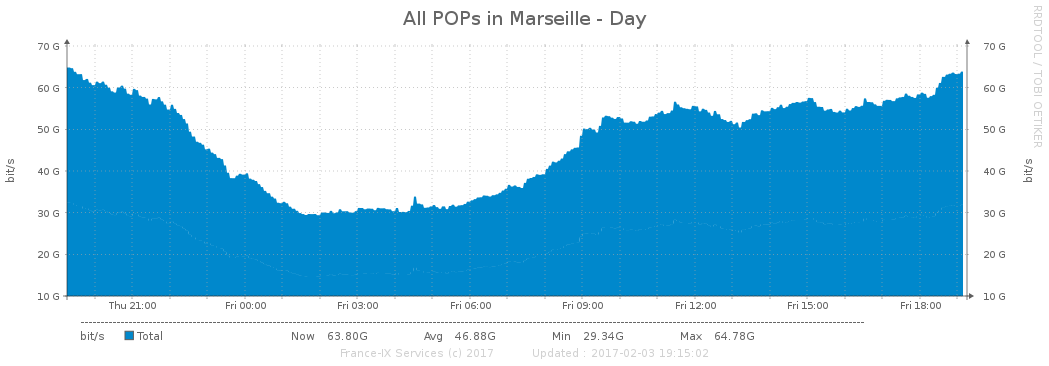 All POPs in Marseille - Day
RRDTOOL / TOBI OETIKER
70 G 70 G
60 G 60 G
50 G 50 G
40 G 40 G
30 G 30 G
20 G 20 G
10 G 10 G
bit/s bit/s
Thu 21:00 Fri 00:00 Fri 03:00 Fri 06:00 Fri 09:00 Fri 12:00 Fri 15:00 Fri 18:00
bit/s Total Now 63.80G Avg 46.88G Min 29.34G Max 64.78G
France-IX Services (c) 2017 Updated : 2017-02-03 19:15:02